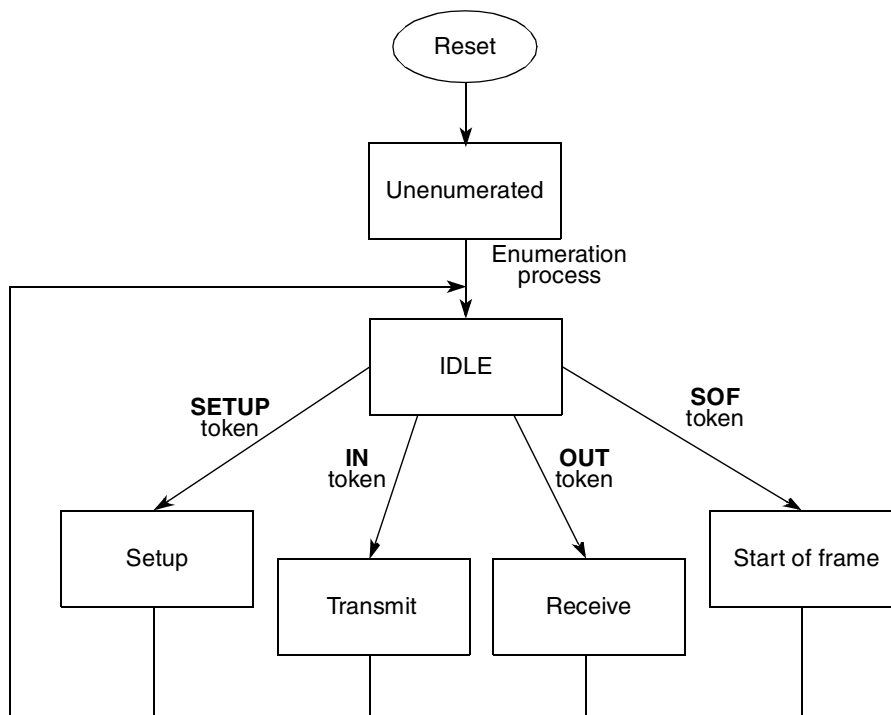 Reset
Unenumerated
Enumeration
process
IDLE
SETUP
token
IN
token
OUT
token
SOF
token
Setup
Transmit
Receive
Start of frame